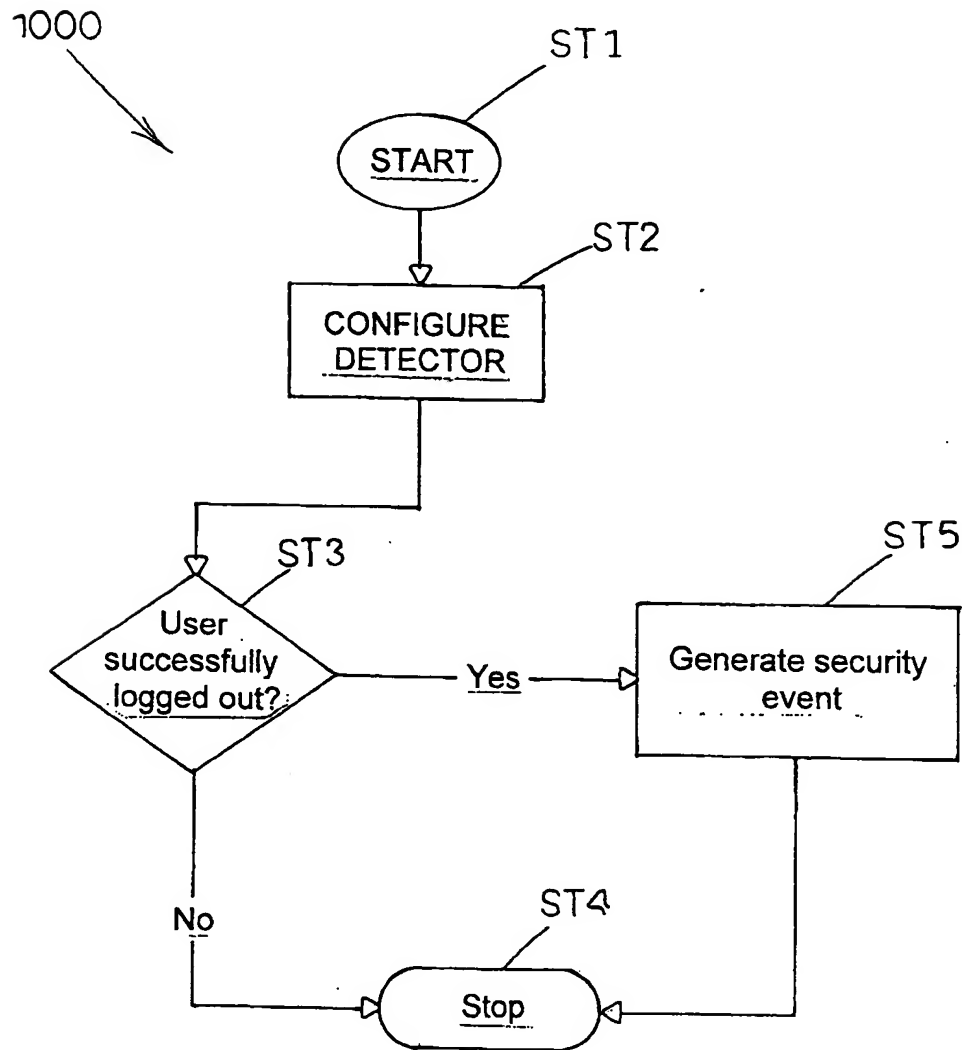 1000
ST1
START
ST2
CONFIGURE
DETECTOR
ST3
User
successfully
logged out?
Yes
ST5
Generate security
event
No
ST4
Stop